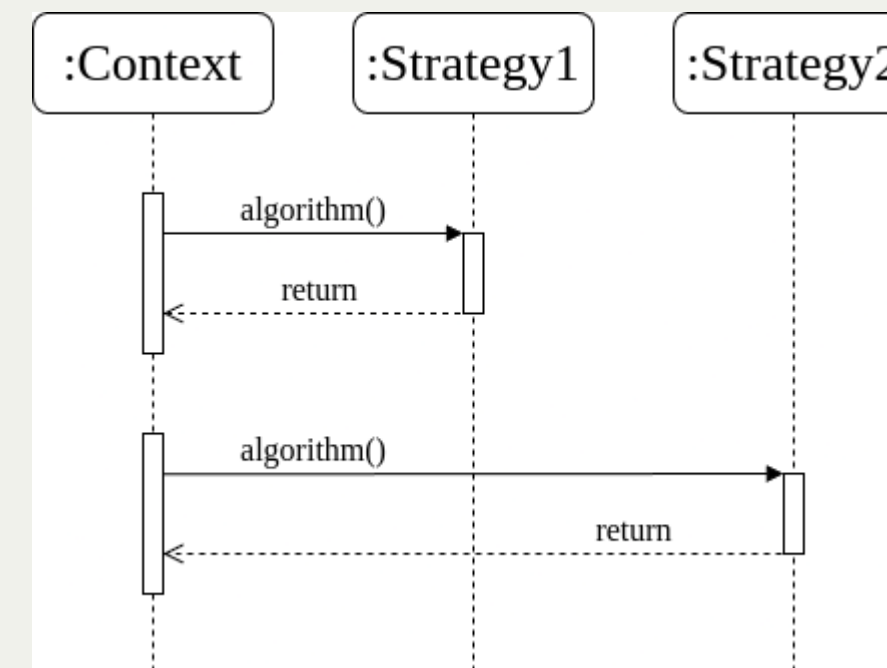 :Context
:Strategy1
:Strategy2
algorithm()
return
algorithm()
return